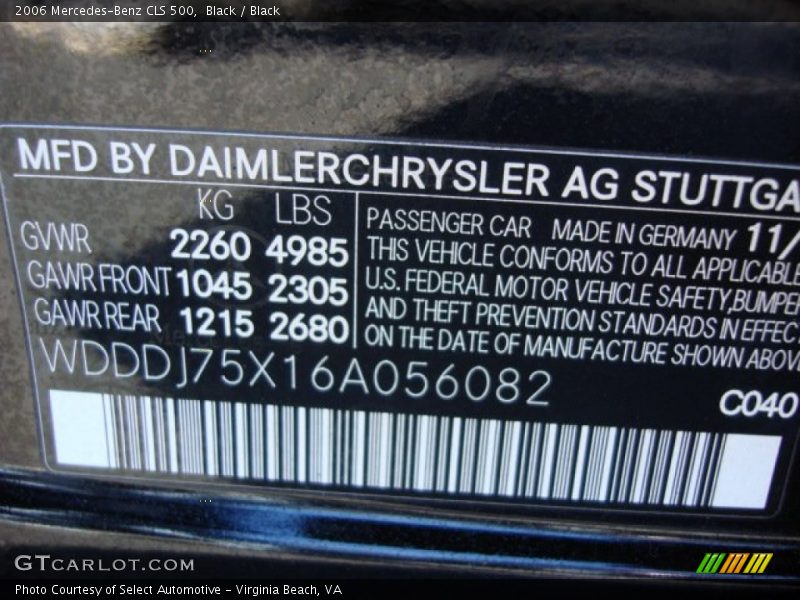 2006 Mercedes-Benz CLS 500, Black / Black
MFD BY DAIMLERCHRYSLER AG STUTTGA
KG LBS
GVWR 2260 4985
GAWR FRONT 1045 2305
GAWR REAR 1215 2680
PASSENGER CAR MADE IN GERMANY 11/
THIS VEHICLE CONFORMS TO ALL APPLICABLE
U.S. FEDERAL MOTOR VEHICLE SAFETY,BUMPER
AND THEFT PREVENTION STANDARDS IN EFFEC
ON THE DATE OF MANUFACTURE SHOWN ABOV
WDDDJ75X16A056082
C040
GTCARLOT.COM
Photo Courtesy of Select Automotive - Virginia Beach, VA